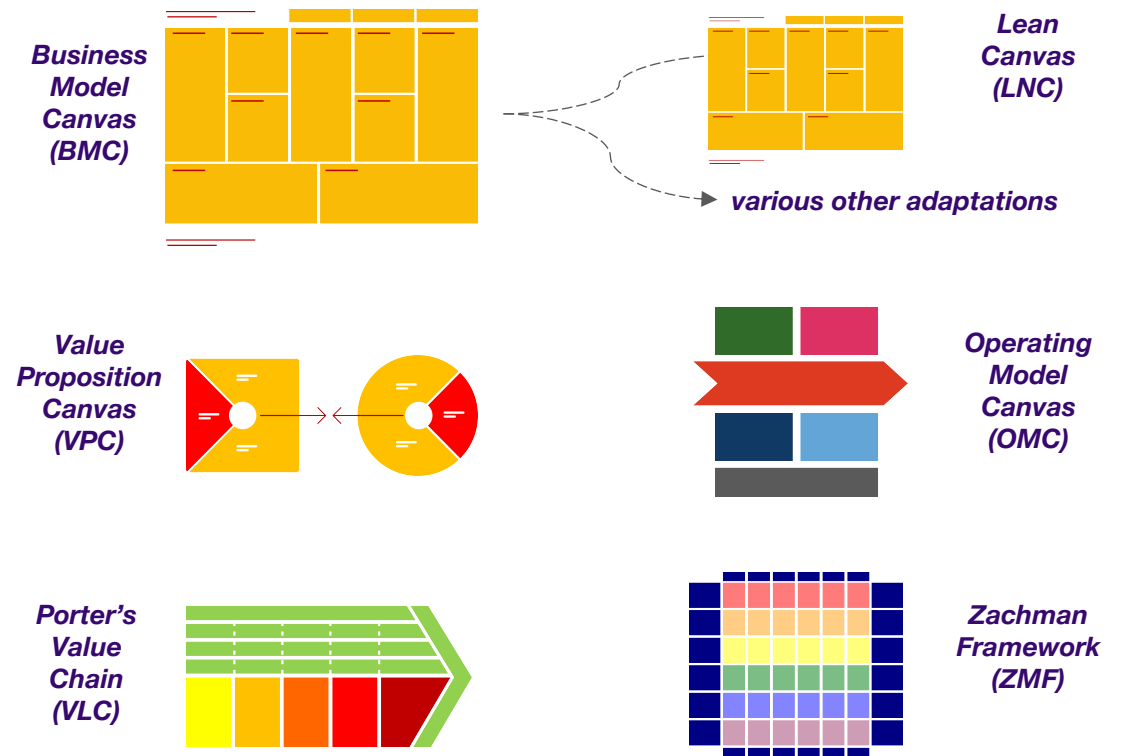 Business
Model
Canvas
(BMC)
Lean
Canvas
(LNC)
various other adaptations
Value
Proposition
Canvas
(VPC)
Operating
Model
Canvas
(OMC)
Porter’s
Value
Chain
(VLC)
Zachman
Framework
(ZMF)